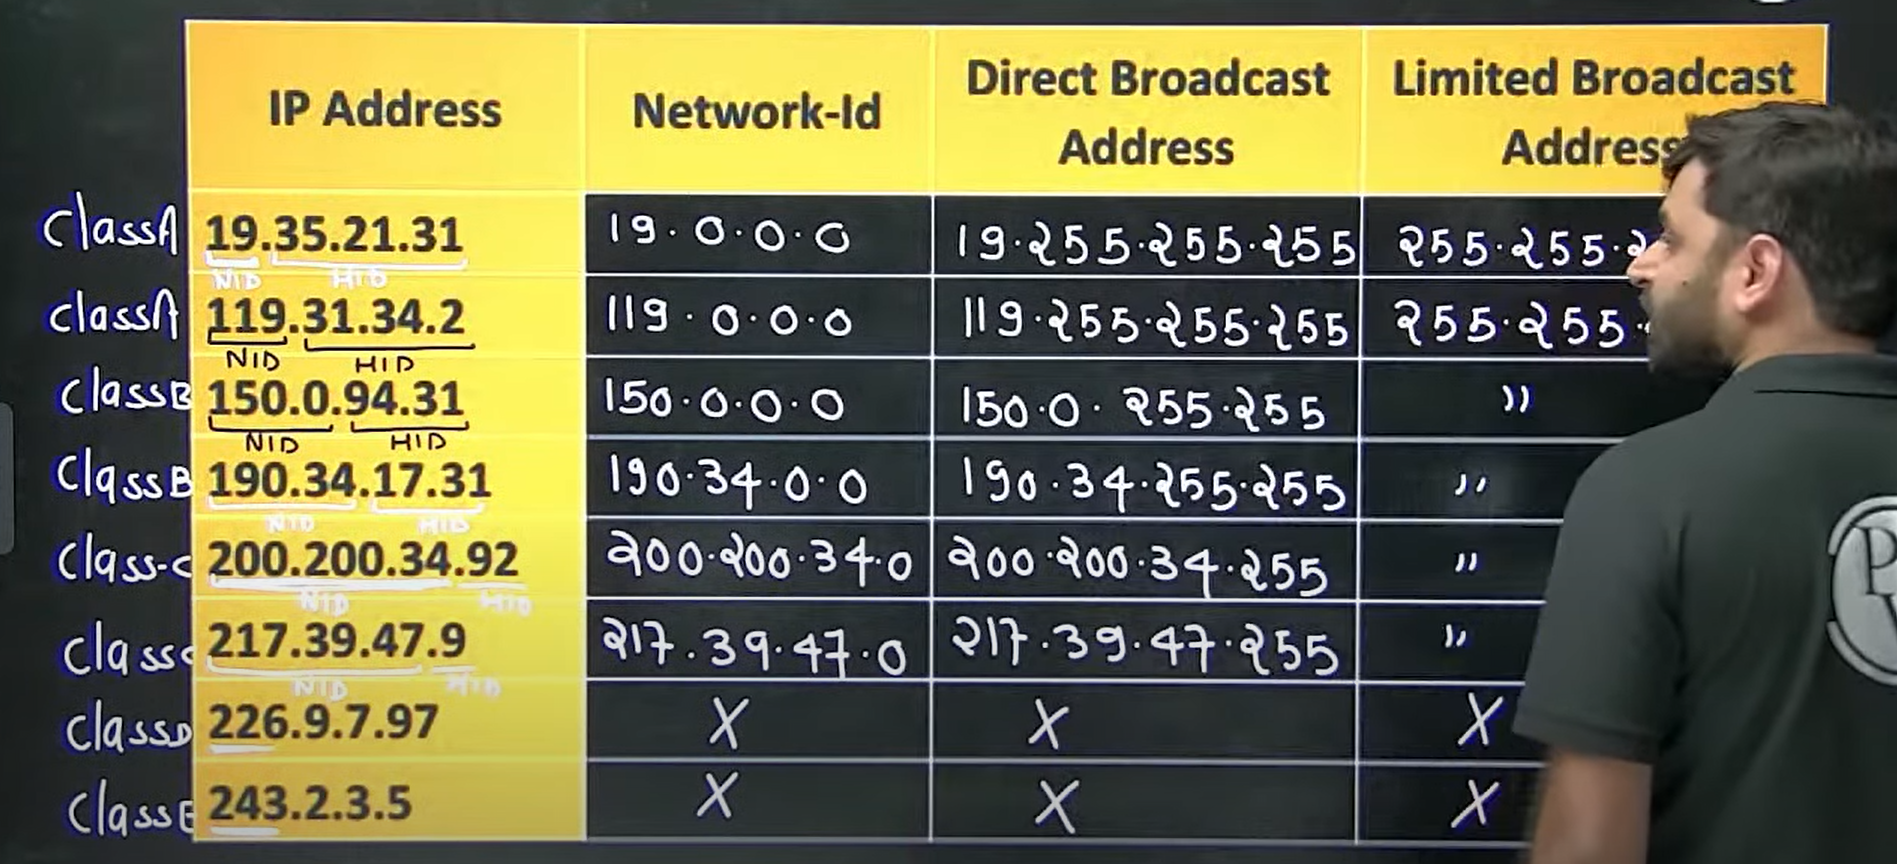 IP Address Network-Id Direct Broadcast Address Limited Broadcast Address
ClassA 19.35.21.31 19.0.0.0 19.255.255.255 255.255.
NID HID
classA 119.31.34.2 119.0.0.0 119.255.255.255 255.255.
NID HID
classB 150.0.94.31 150.0.0.0 150.0.255.255 ))
NID HID
ClassB 190.34.17.31 190.34.0.0 190.34.255.255 ,,
NID HID
Class-C 200.200.34.92 200.200.34.0 200.200.34.255 "
NID HID
ClassC 217.39.47.9 217.39.47.0 217.39.47.255 "
NID HID
ClassD 226.9.7.97 X X X
ClassE 243.2.3.5 X X X